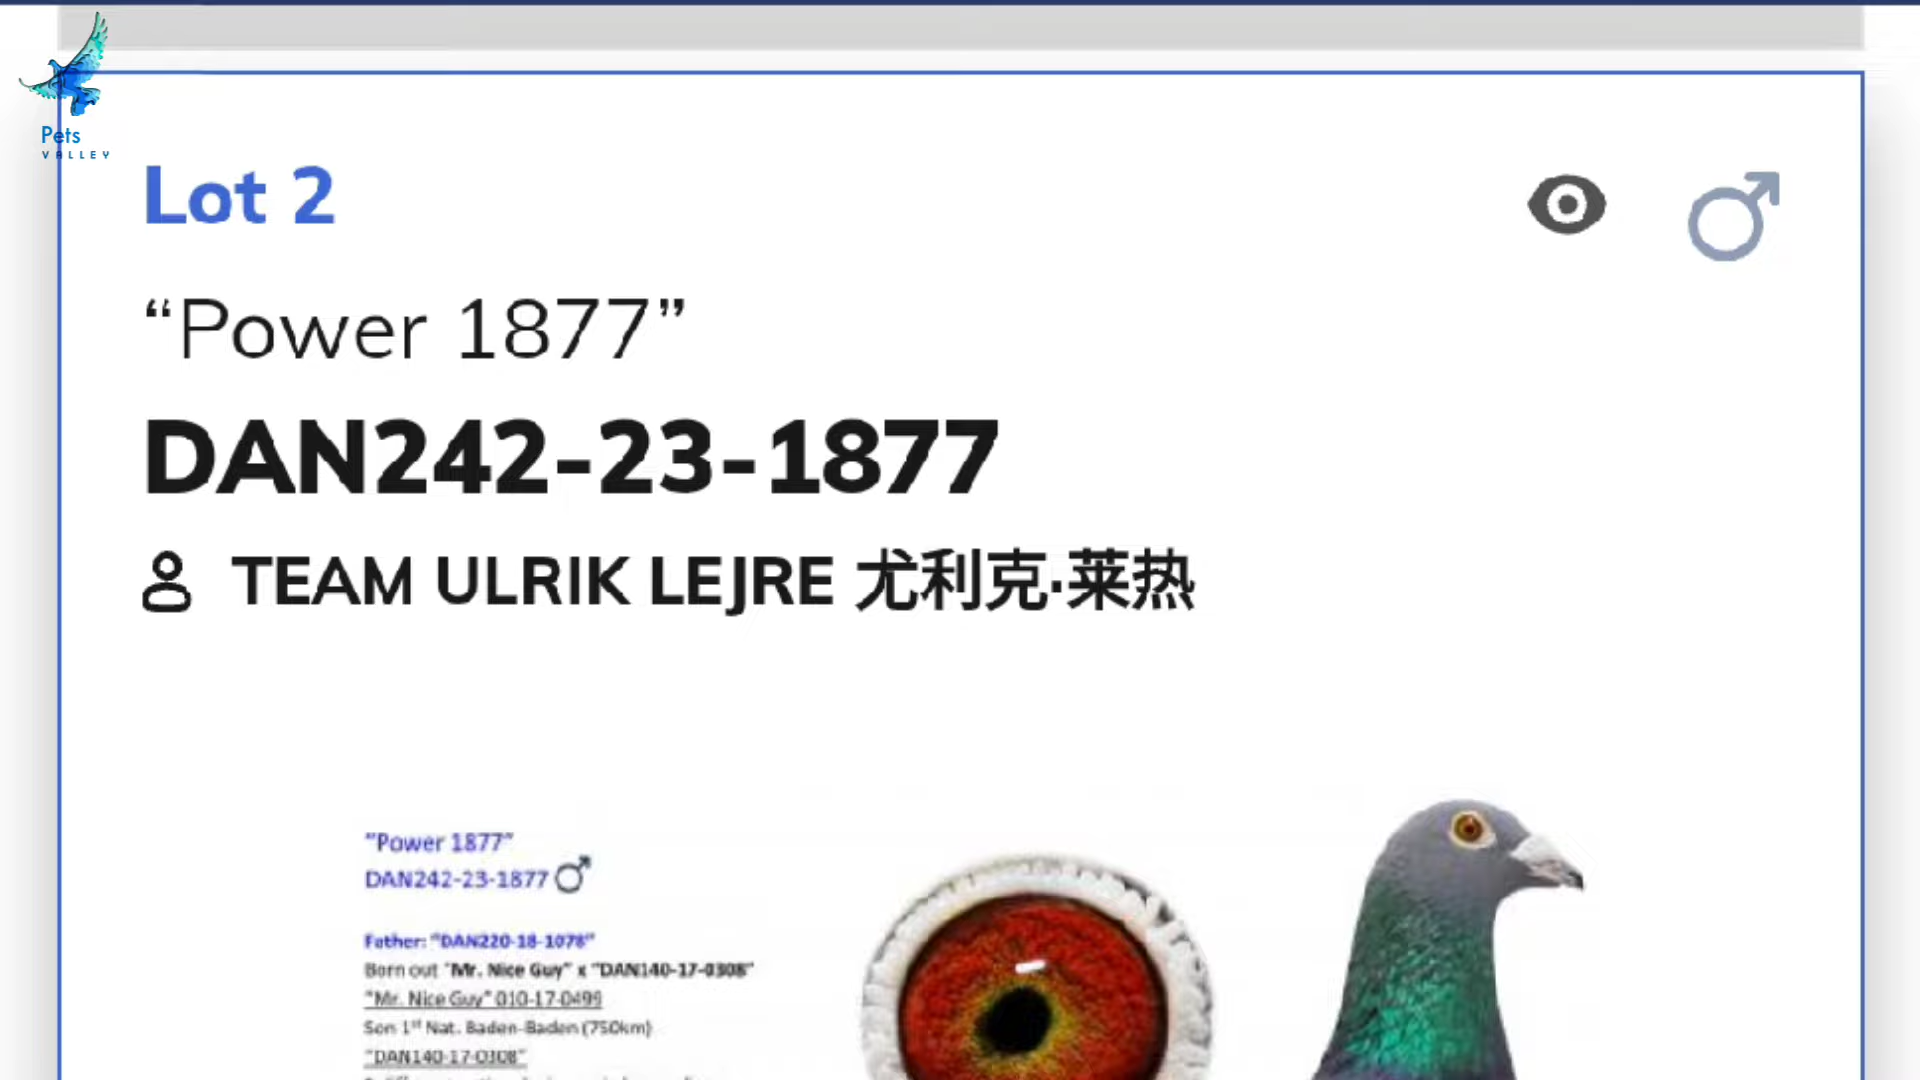 Pets
VALLEY
Lot 2
“Power 1877”
DAN242-23-1877
TEAM ULRIK LEJRE 尤利克·莱热
“Power 1877”
DAN242-23-1877
Father: “DAN220-18-1078”
Born out “Mr. Nice Guy” x “DAN140-17-0308”
“Mr. Nice Guy” 010-17-0499
Son 1st Nat. Baden-Baden (750km)
“DAN140-17-0308”